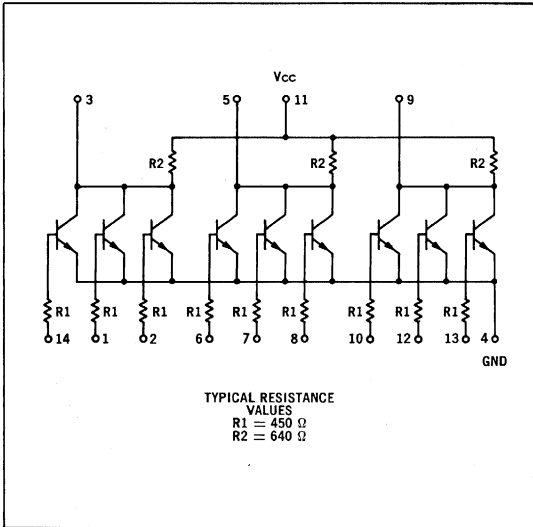 Vcc
3 5 11 9
R2 R2 R2
R1 R1 R1 R1 R1 R1 R1 R1 R1
14 1 2 6 7 8 10 12 13 4
GND
TYPICAL RESISTANCE
VALUES
R1 = 450 Ω
R2 = 640 Ω